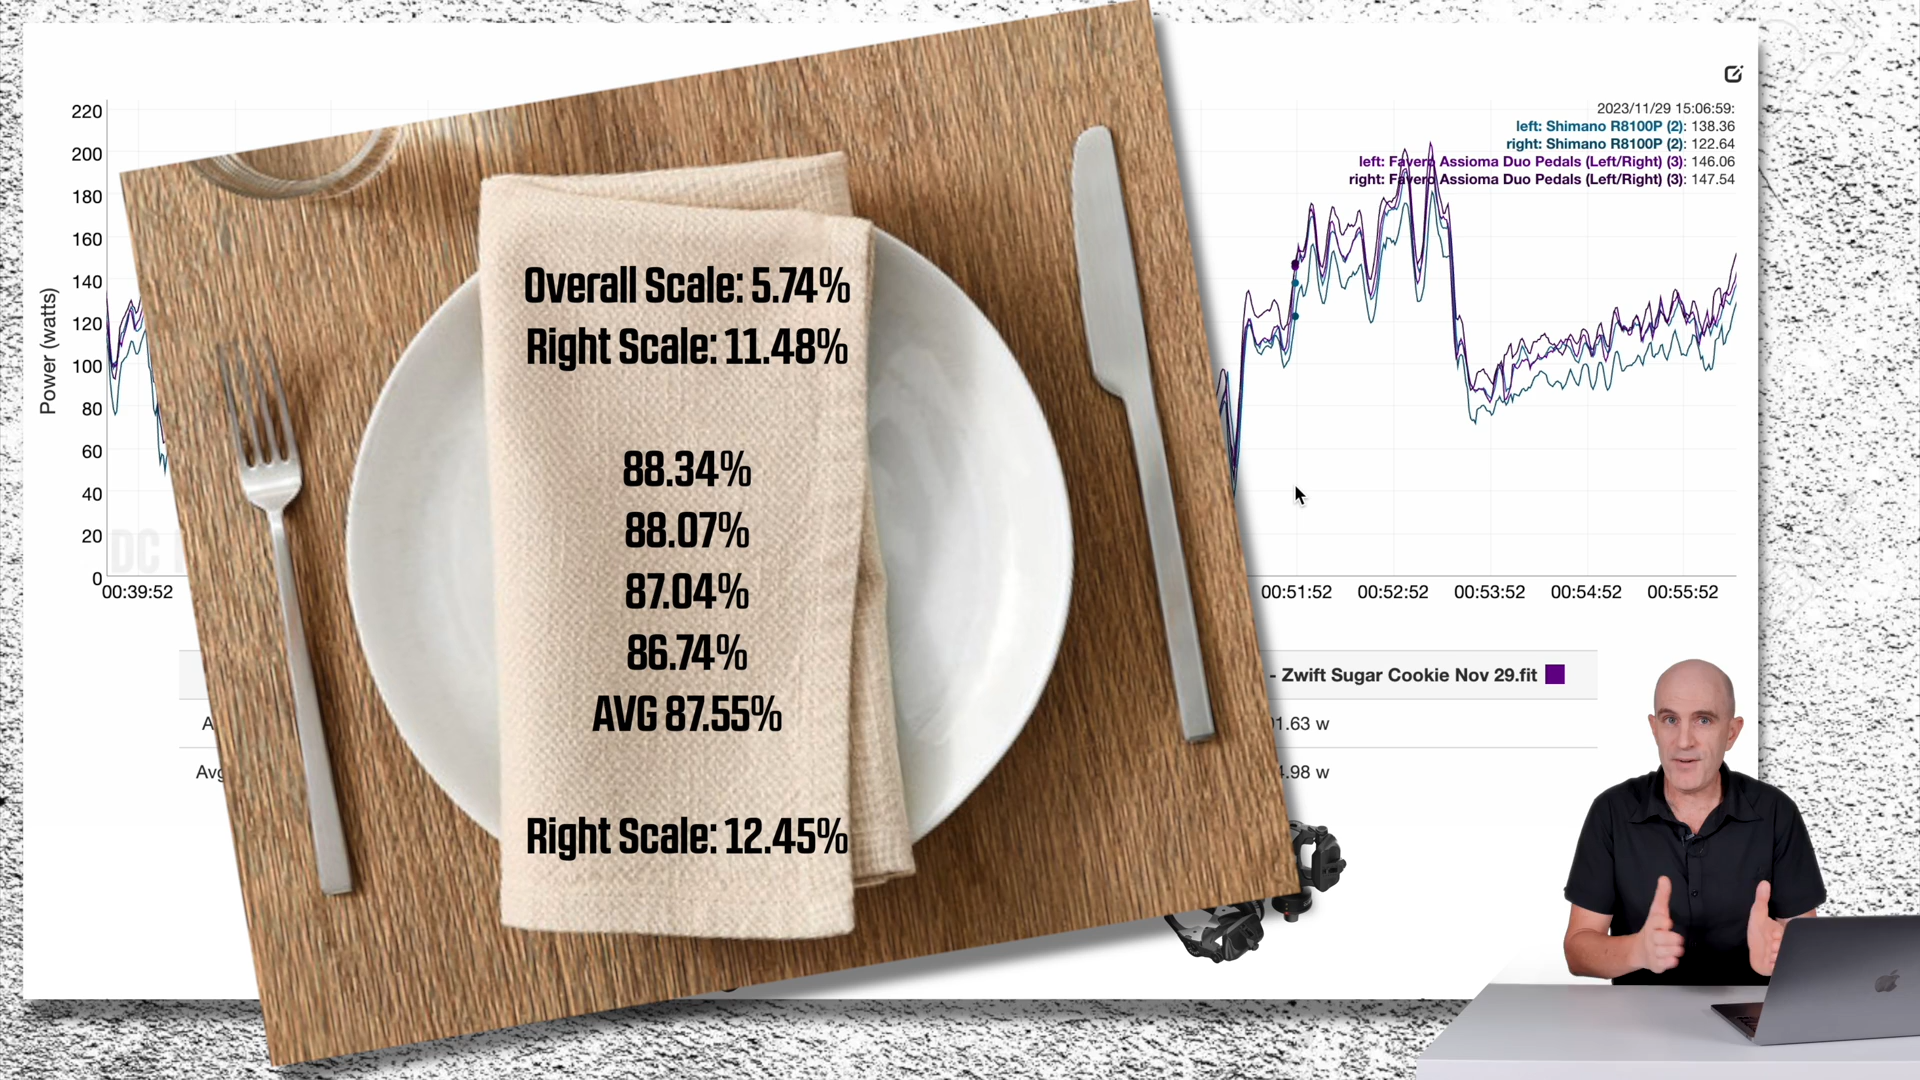 220
200
180
160
140
120
100
80
60
40
20
0
Power (watts)
00:39:52
DC
2023/11/29 15:06:59:
left: Shimano R8100P (2): 138.36
right: Shimano R8100P (2): 122.64
left: Favero Assioma Duo Pedals (Left/Right) (3): 146.06
right: Favero Assioma Duo Pedals (Left/Right) (3): 147.54
Overall Scale: 5.74%
Right Scale: 11.48%
88.34%
88.07%
87.04%
86.74%
AVG 87.55%
Right Scale: 12.45%
00:51:52 00:52:52 00:53:52 00:54:52 00:55:52
- Zwift Sugar Cookie Nov 29.fit
1.63 w
.98 w
A
Avg